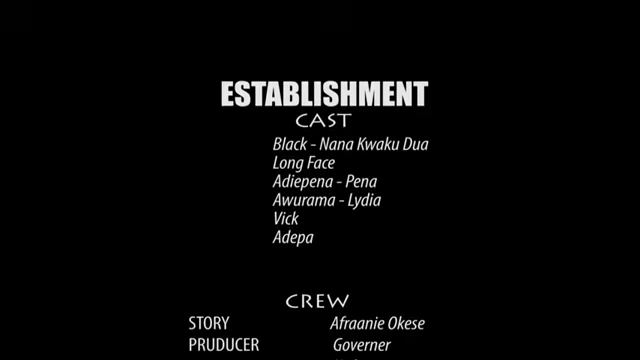 ESTABLISHMENT
CAST
Black - Nana Kwaku Dua
Long Face
Adiepena - Pena
Awurama - Lydia
Vick
Adepa
CREW
STORY Afraanie Okese
PRUDUCER Governer